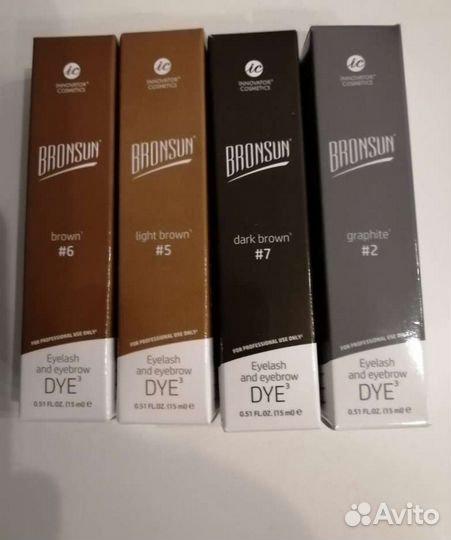 ic
INNOVATOR
COSMETICS
BRONSUN
brown
#6
FOR PROFESSIONAL USE ONLY
Eyelash
and eyebrow
DYE³
0.51 FL.OZ. (15 ml) ℮
ic
INNOVATOR
COSMETICS
BRONSUN
light brown
#5
FOR PROFESSIONAL USE ONLY
Eyelash
and eyebrow
DYE³
0.51 FL.OZ. (15 ml) ℮
ic
INNOVATOR
COSMETICS
BRONSUN
dark brown
#7
FOR PROFESSIONAL USE ONLY
Eyelash
and eyebrow
DYE³
0.51 FL.OZ. (15 ml) ℮
ic
INNOVATOR
COSMETICS
BRONSUN
graphite
#2
FOR PROFESSIONAL USE ONLY
Eyelash
and eyebrow
DYE³
0.51 FL.OZ. (15 ml) ℮
Avito